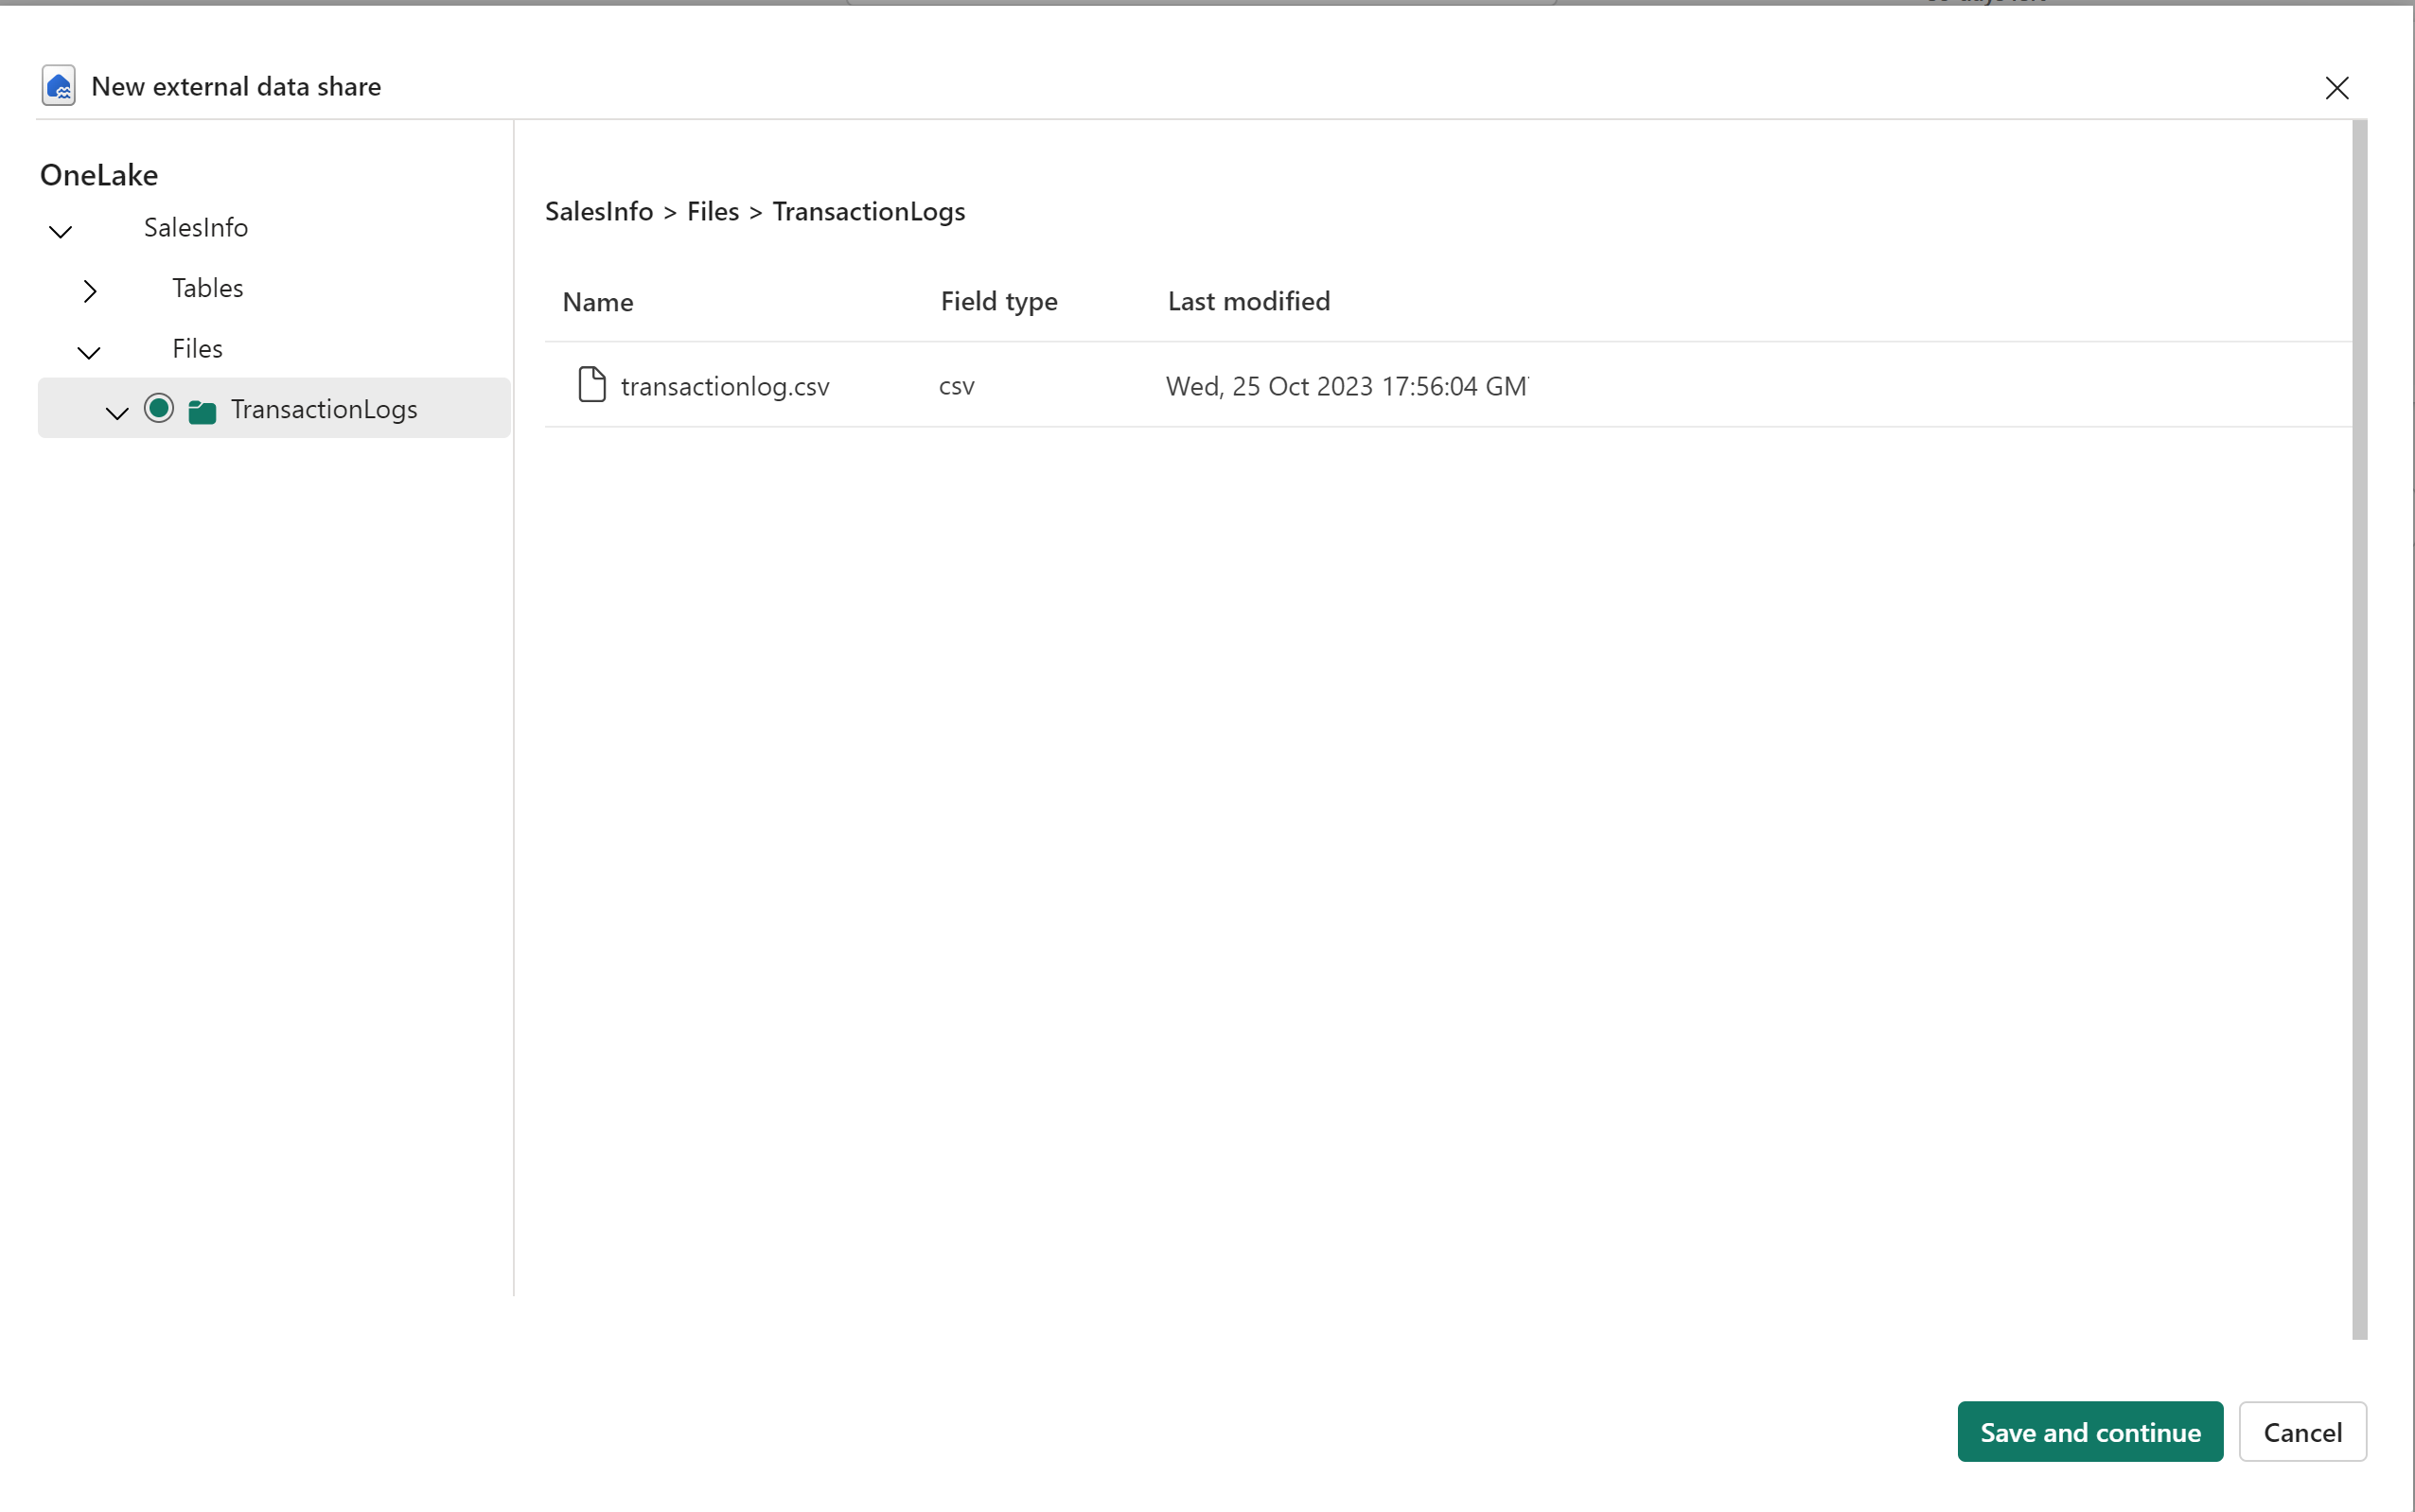 New external data share
OneLake
SalesInfo
Tables
Files
TransactionLogs
SalesInfo > Files > TransactionLogs
Name Field type Last modified
transactionlog.csv csv Wed, 25 Oct 2023 17:56:04
Save and continue Cancel